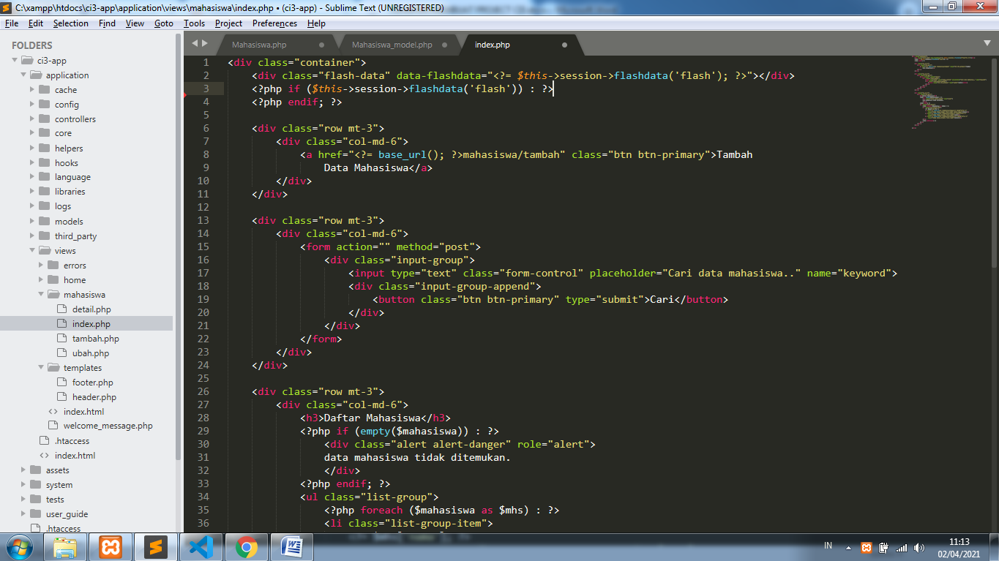 C:\xampp\htdocs\ci3-app\application\views\mahasiswa\index.php • (ci3-app) - Sublime Text (UNREGISTERED)
File Edit Selection Find View Goto Tools Project Preferences Help
FOLDERS
ci3-app
application
cache
config
controllers
core
helpers
hooks
language
libraries
logs
models
third_party
views
errors
home
mahasiswa
detail.php
index.php
tambah.php
ubah.php
templates
footer.php
header.php
index.html
welcome_message.php
.htaccess
index.html
assets
system
tests
user_guide
.htaccess
Mahasiswa.php Mahasiswa_model.php index.php
1 <div class="container">
2 <div class="flash-data" data-flashdata="<?= $this->session->flashdata('flash'); ?>"></div>
3 <?php if ($this->session->flashdata('flash')) : ?>
4 <?php endif; ?>
5
6 <div class="row mt-3">
7 <div class="col-md-6">
8 <a href="<?= base_url(); ?>mahasiswa/tambah" class="btn btn-primary">Tambah
9 Data Mahasiswa</a>
10 </div>
11 </div>
12
13 <div class="row mt-3">
14 <div class="col-md-6">
15 <form action="" method="post">
16 <div class="input-group">
17 <input type="text" class="form-control" placeholder="Cari data mahasiswa.." name="keyword">
18 <div class="input-group-append">
19 <button class="btn btn-primary" type="submit">Cari</button>
20 </div>
21 </div>
22 </form>
23 </div>
24 </div>
25
26 <div class="row mt-3">
27 <div class="col-md-6">
28 <h3>Daftar Mahasiswa</h3>
29 <?php if (empty($mahasiswa)) : ?>
30 <div class="alert alert-danger" role="alert">
31 data mahasiswa tidak ditemukan.
32 </div>
33 <?php endif; ?>
34 <ul class="list-group">
35 <?php foreach ($mahasiswa as $mhs) : ?>
36 <li class="list-group-item">
IN
11:13
02/04/2021